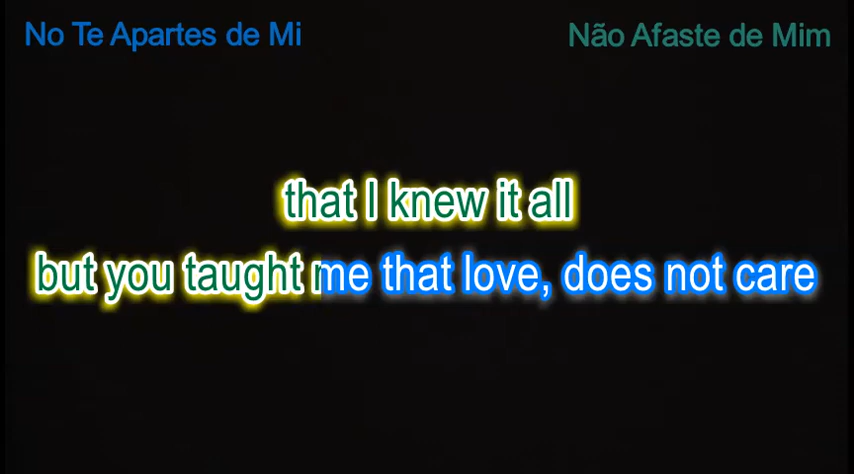 No Te Apartes de Mi
Não Afaste de Mim
that I knew it all
but you taught me that love, does not care